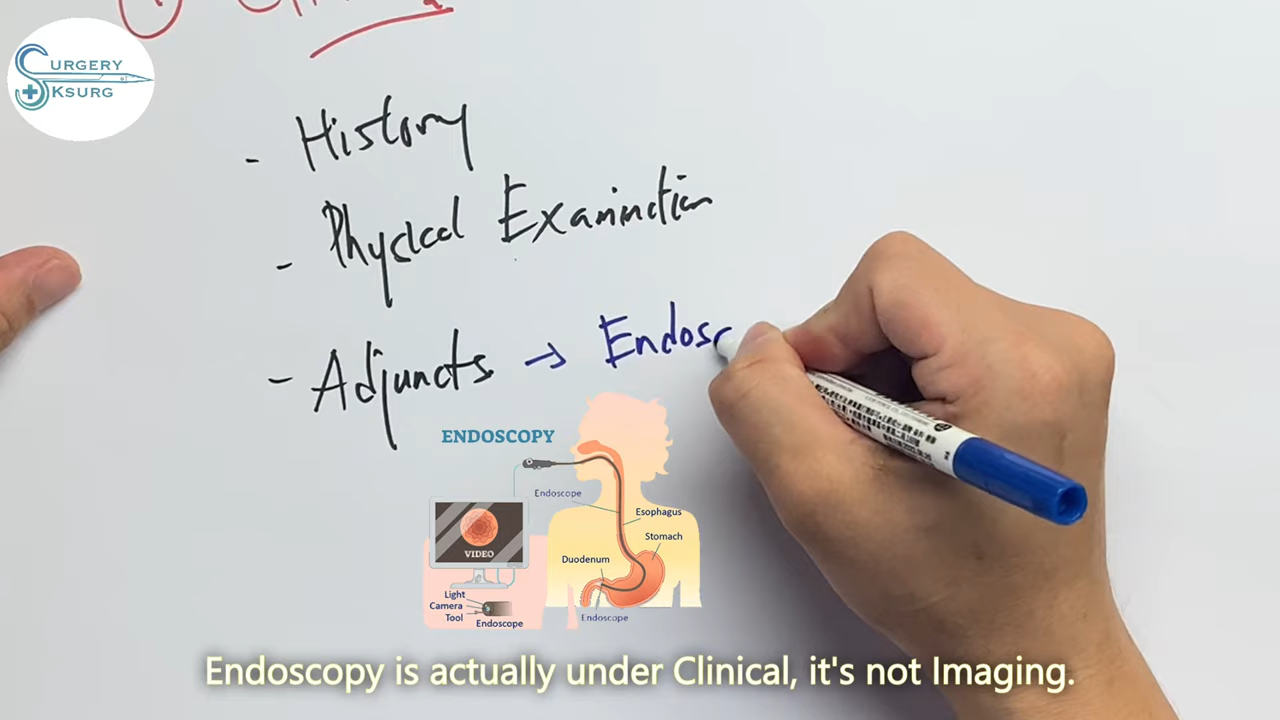 SURGERY
KSURG
- History
- Physical Examination
- Adjuncts → Endosc
ENDOSCOPY
Endoscope
Esophagus
Stomach
VIDEO
Duodenum
Light
Camera
Tool
Endoscope
Endoscope
Endoscopy is actually under Clinical, it's not Imaging.